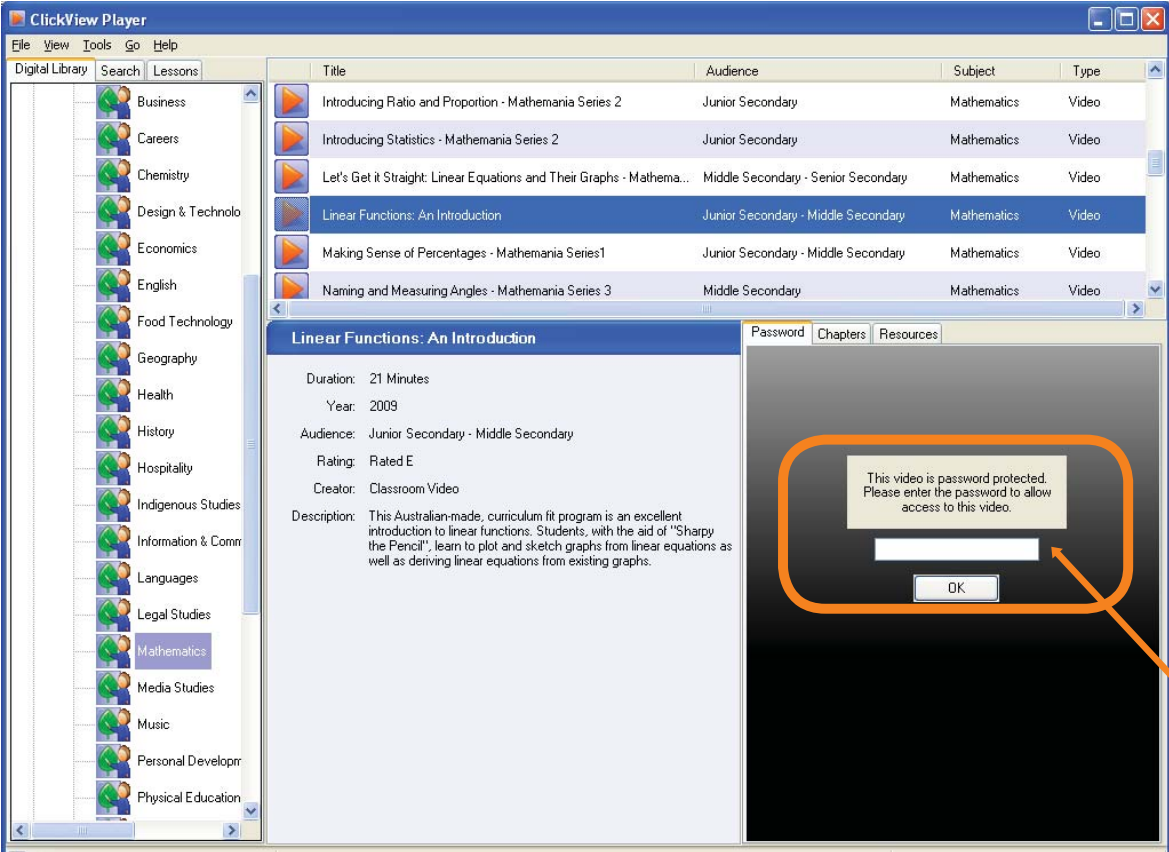 ClickView Player
File View Tools Go Help
Digital Library Search Lessons
Business
Careers
Chemistry
Design & Technolo
Economics
English
Food Technology
Geography
Health
History
Hospitality
Indigenous Studies
Information & Comm
Languages
Legal Studies
Mathematics
Media Studies
Music
Personal Developm
Physical Education
Title Audience Subject Type
Introducing Ratio and Proportion - Mathemania Series 2 Junior Secondary Mathematics Video
Introducing Statistics - Mathemania Series 2 Junior Secondary Mathematics Video
Let's Get it Straight: Linear Equations and Their Graphs - Mathema... Middle Secondary - Senior Secondary Mathematics Video
Linear Functions: An Introduction Junior Secondary - Middle Secondary Mathematics Video
Making Sense of Percentages - Mathemania Series1 Junior Secondary - Middle Secondary Mathematics Video
Naming and Measuring Angles - Mathemania Series 3 Middle Secondary Mathematics Video
Linear Functions: An Introduction
Duration: 21 Minutes
Year: 2009
Audience: Junior Secondary - Middle Secondary
Rating: Rated E
Creator: Classroom Video
Description: This Australian-made, curriculum fit program is an excellent
introduction to linear functions. Students, with the aid of "Sharpy
the Pencil", learn to plot and sketch graphs from linear equations as
well as deriving linear equations from existing graphs.
Password Chapters Resources
This video is password protected.
Please enter the password to allow
access to this video.
OK